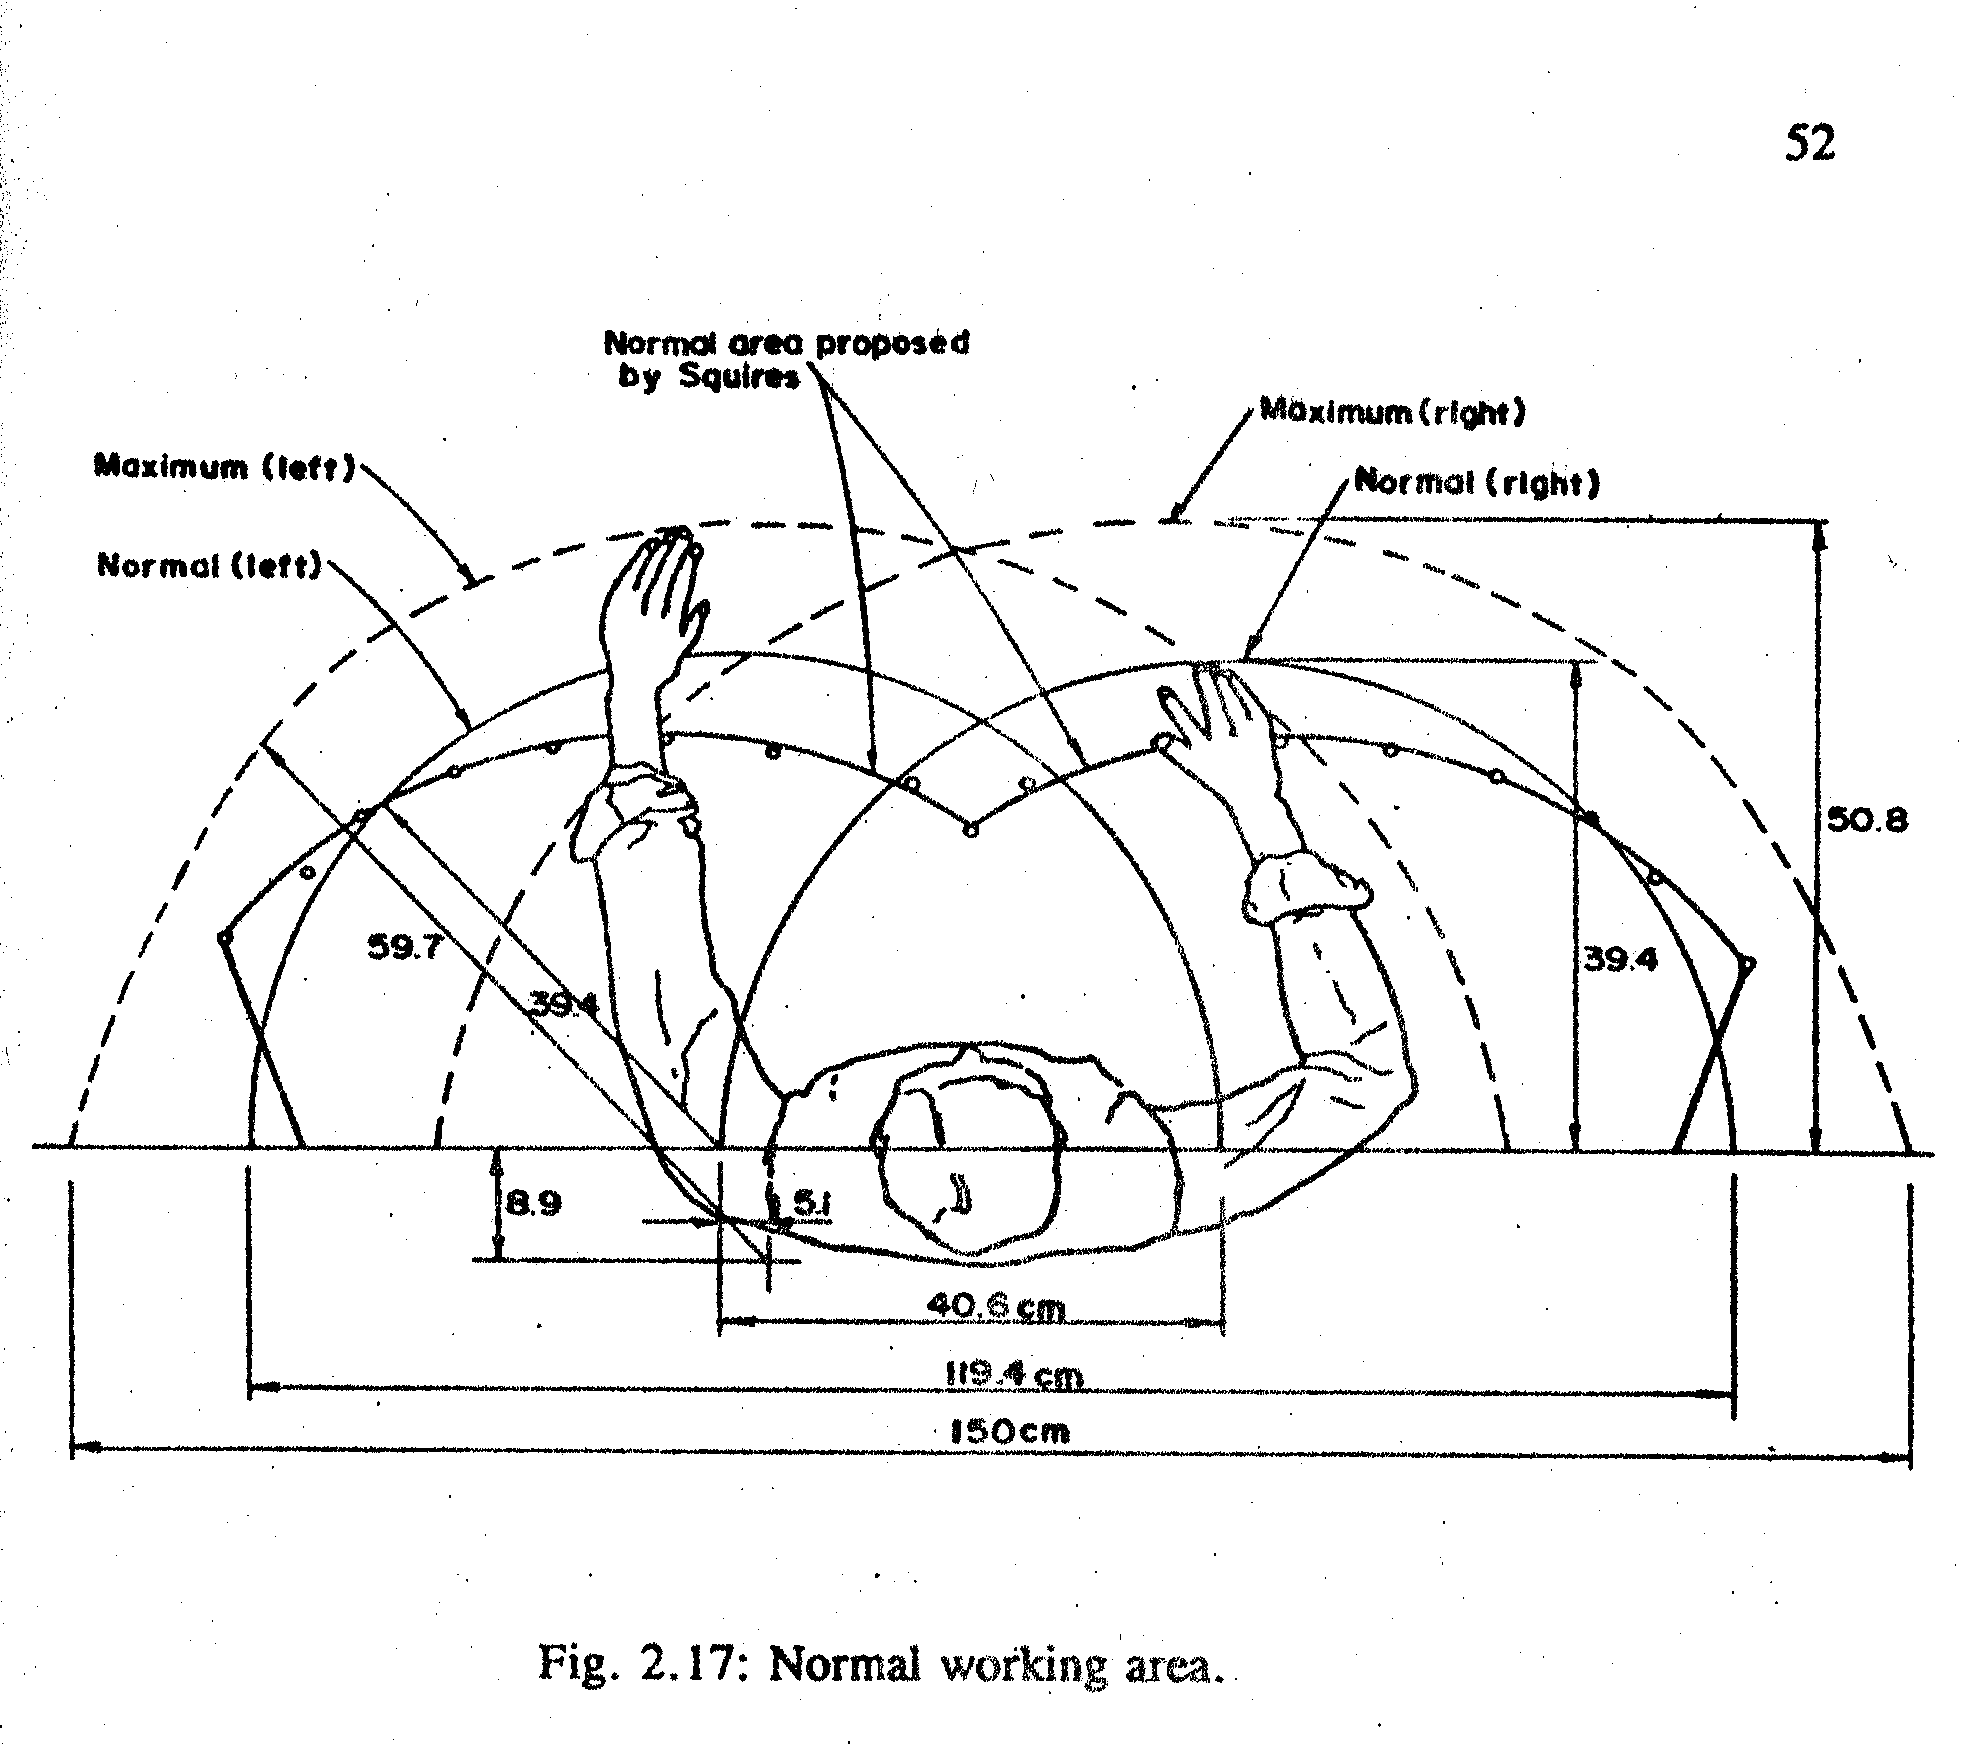 52
Normal area proposed
by Squires
Maximum (right)
Maximum (left)
Normal (right)
Normal (left)
50.8
59.7
39.4
39.4
8.9
5.1
40.6 cm
119.4 cm
150cm
Fig. 2.17: Normal working area.